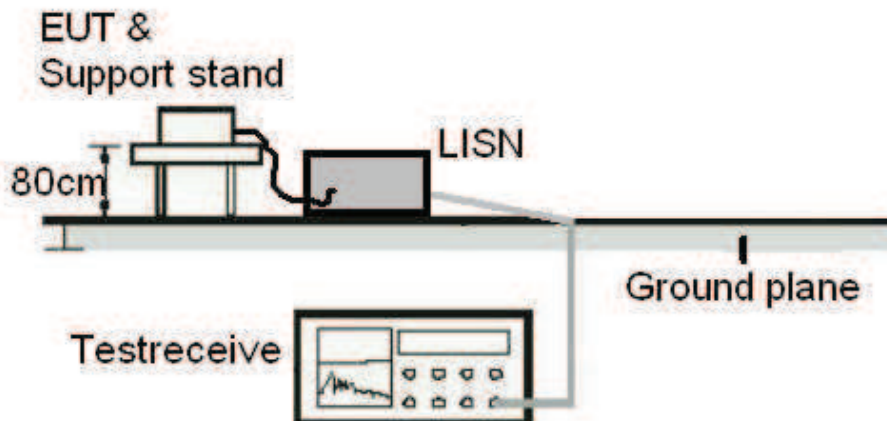 EUT &
Support stand
LISN
80cm
Ground plane
Testreceive